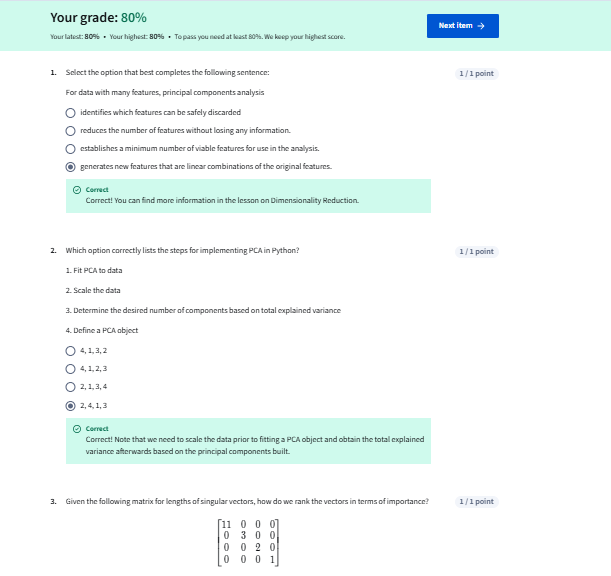 Your grade: 80%
Your latest: 80% • Your highest: 80% • To pass you need at least 80%. We keep your highest score.
Next item →
1. Select the option that best completes the following sentence:
1 / 1 point
For data with many features, principal components analysis
identifies which features can be safely discarded
reduces the number of features without losing any information.
establishes a minimum number of viable features for use in the analysis.
generates new features that are linear combinations of the original features.
Correct
Correct! You can find more information in the lesson on Dimensionality Reduction.
2. Which option correctly lists the steps for implementing PCA in Python?
1 / 1 point
1. Fit PCA to data
2. Scale the data
3. Determine the desired number of components based on total explained variance
4. Define a PCA object
4, 1, 3, 2
4, 1, 2, 3
2, 1, 3, 4
2, 4, 1, 3
Correct
Correct! Note that we need to scale the data prior to fitting a PCA object and obtain the total explained
variance afterwards based on the principal components built.
3. Given the following matrix for lengths of singular vectors, how do we rank the vectors in terms of importance?
1 / 1 point
11 0 0 0
0 3 0 0
0 0 2 0
0 0 0 1